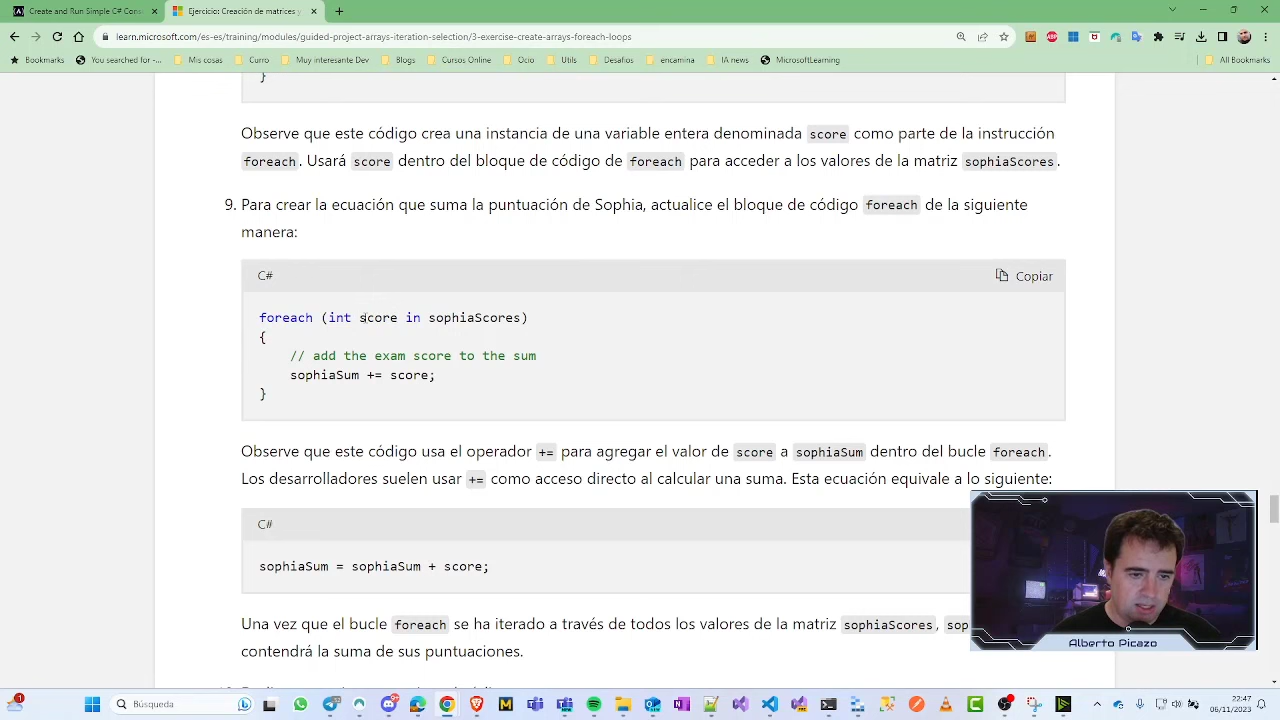 Create and Run Simple C# Cons
Ejercicio: Creación de matrices y
learn.microsoft.com/es-es/training/modules/guided-project-arrays-iteration-selection/3-exercise-create-arrays-foreach-loops
Bookmarks
You searched for -...
Mis cosas
Curro
Muy interesante Dev
Blogs
Cursos Online
Ocio
Utils
Desafios
encamina
IA news
MicrosoftLearning
All Bookmarks
}
Observe que este código crea una instancia de una variable entera denominada score como parte de la instrucción
foreach. Usará score dentro del bloque de código de foreach para acceder a los valores de la matriz sophiaScores.
9. Para crear la ecuación que suma la puntuación de Sophia, actualice el bloque de código foreach de la siguiente
manera:
C#
Copiar
foreach (int score in sophiaScores)
{
// add the exam score to the sum
sophiaSum += score;
}
Observe que este código usa el operador += para agregar el valor de score a sophiaSum dentro del bucle foreach.
Los desarrolladores suelen usar += como acceso directo al calcular una suma. Esta ecuación equivale a lo siguiente:
C#
sophiaSum = sophiaSum + score;
Una vez que el bucle foreach se ha iterado a través de todos los valores de la matriz sophiaScores, sop
contendrá la suma de sus puntuaciones.
Alberto Picazo
Búsqueda
22:47
06/11/2023